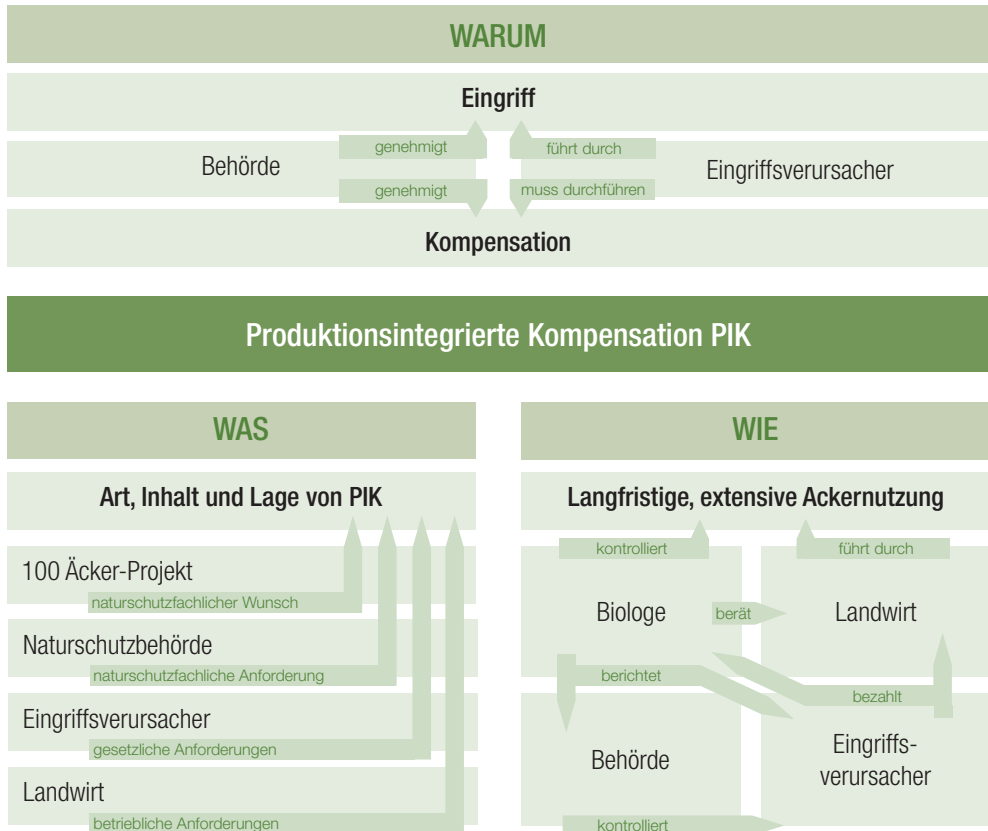 WARUM
Eingriff
genehmigt
führt durch
Behörde
Eingriffsverursacher
genehmigt
muss durchführen
Kompensation
Produktionsintegrierte Kompensation PIK
WAS
Art, Inhalt und Lage von PIK
100 Äcker-Projekt
naturschutzfachlicher Wunsch
Naturschutzbehörde
naturschutzfachliche Anforderung
Eingriffsverursacher
gesetzliche Anforderungen
Landwirt
betriebliche Anforderungen
WIE
Langfristige, extensive Ackernutzung
kontrolliert
führt durch
Biologe
berät
Landwirt
berichtet
bezahlt
Behörde
Eingriffs-
verursacher
kontrolliert